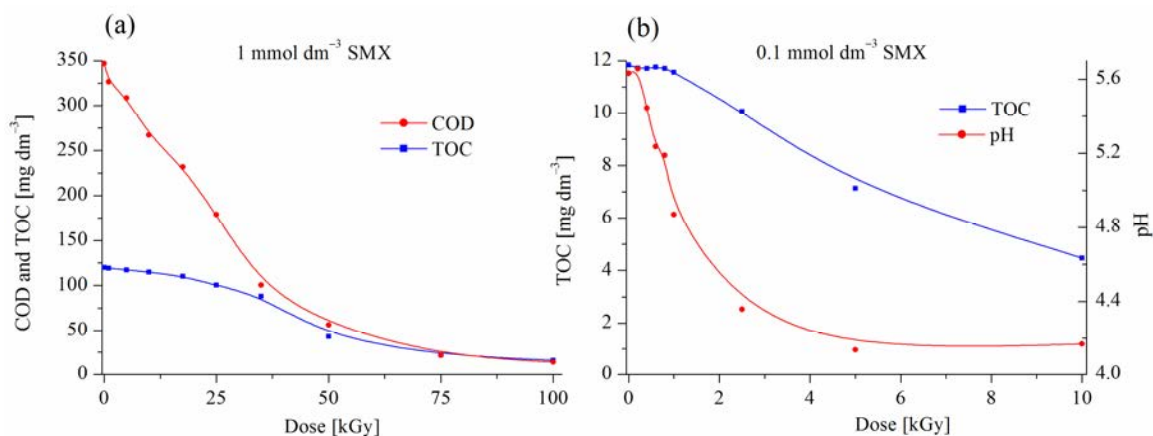 (a)
1 mmol dm⁻³ SMX
COD and TOC [mg dm⁻³]
350
300
250
200
150
100
50
0
COD
TOC
0 25 50 75 100
Dose [kGy]
(b)
0.1 mmol dm⁻³ SMX
TOC [mg dm⁻³]
12
10
8
6
4
2
0
TOC
pH
5.6
5.2
4.8
4.4
4.0
pH
0 2 4 6 8 10
Dose [kGy]